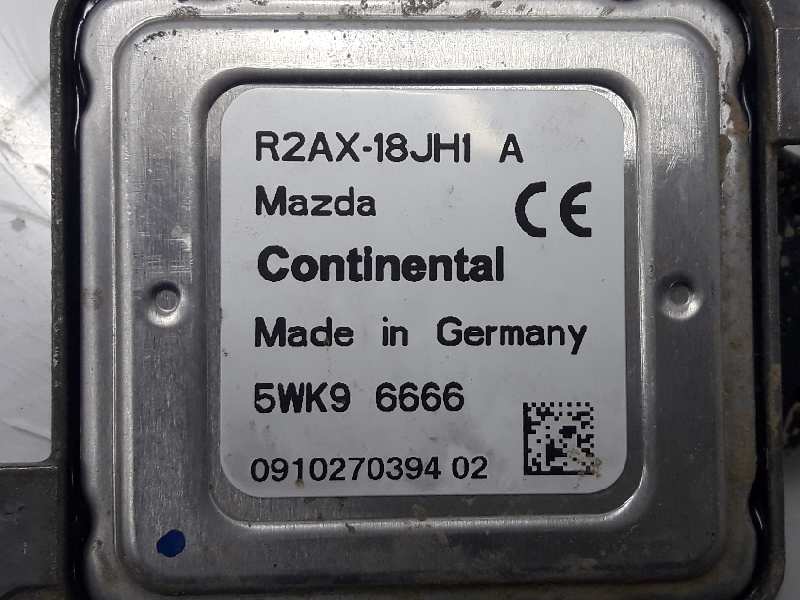 R2AX-18JH1 A
Mazda
CE
Continental
Made in Germany
5WK9 6666
0910270394 02